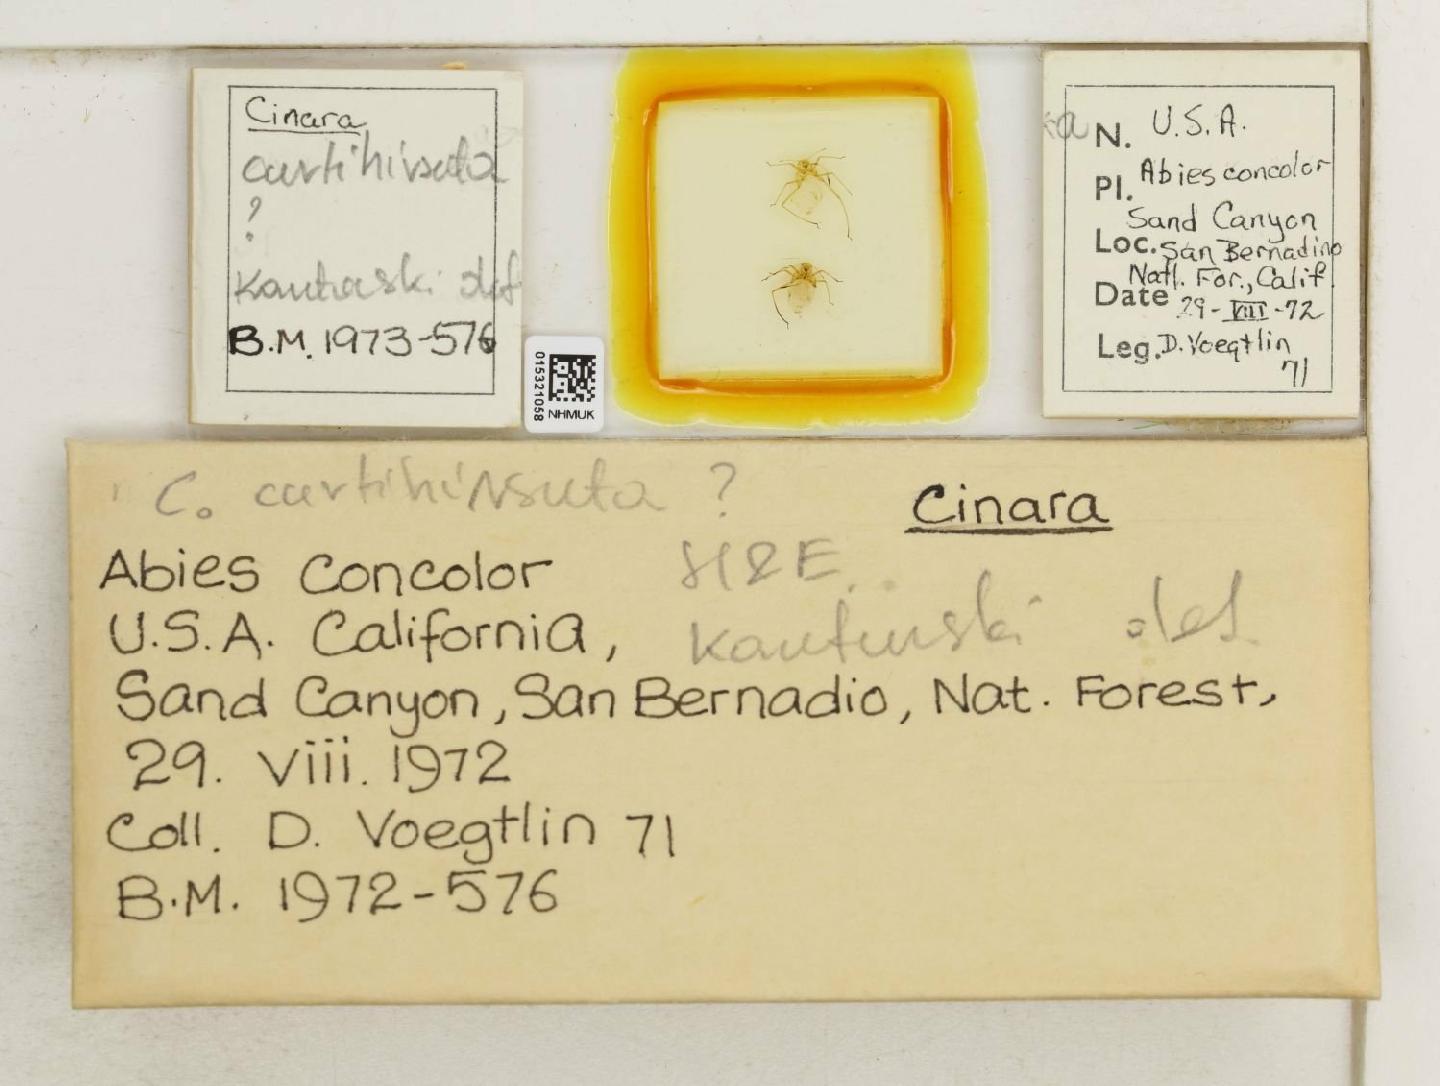 Cinara
curtihirsuta
?
det
B.M. 1973-576
015321058
NHMUK
N. U.S.A.
Pl. Abies concolor
Sand Canyon
Loc. San Bernadino
Natl. For., Calif.
Date 29-VIII-72
Leg. D. Voegtlin
71
C. curtihirsuta ?
Cinara
Abies concolor H&E
U.S.A. California, det
Sand Canyon, San Bernadio, Nat. Forest,
29. viii. 1972
Coll. D. Voegtlin 71
B.M. 1972-576